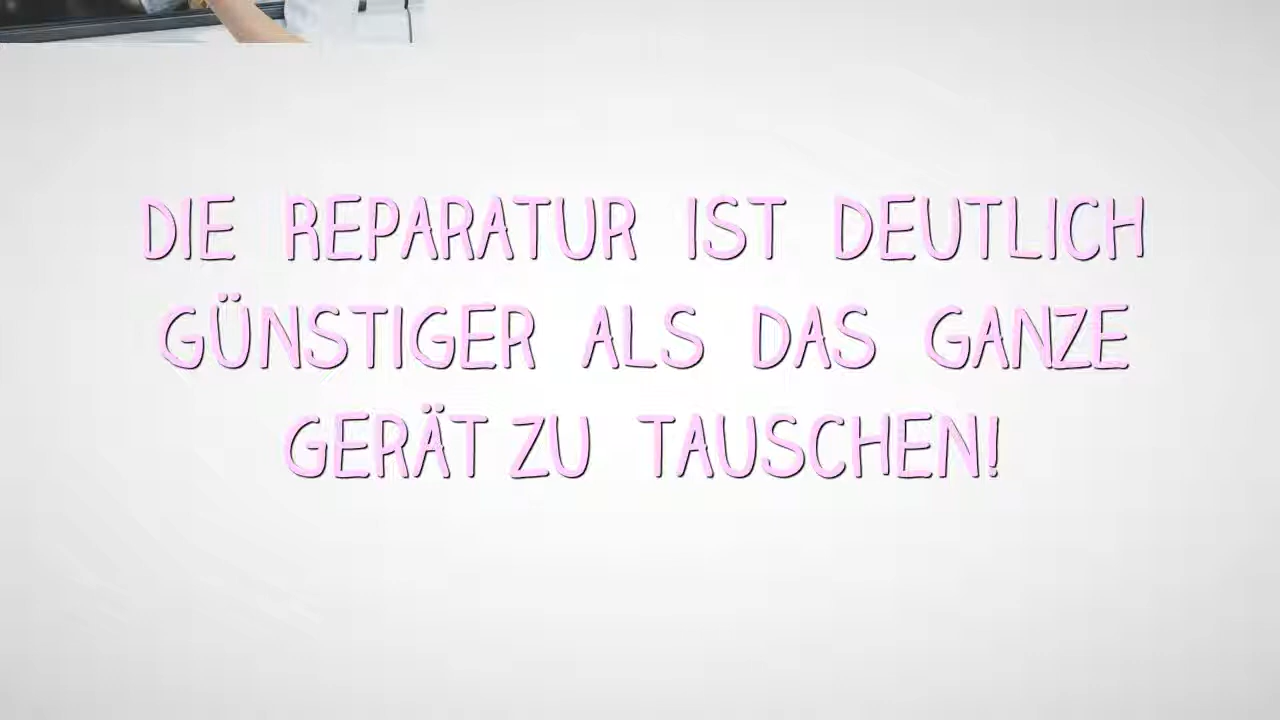 DIE REPARATUR IST DEUTLICH
GÜNSTIGER ALS DAS GANZE
GERÄT ZU TAUSCHEN!